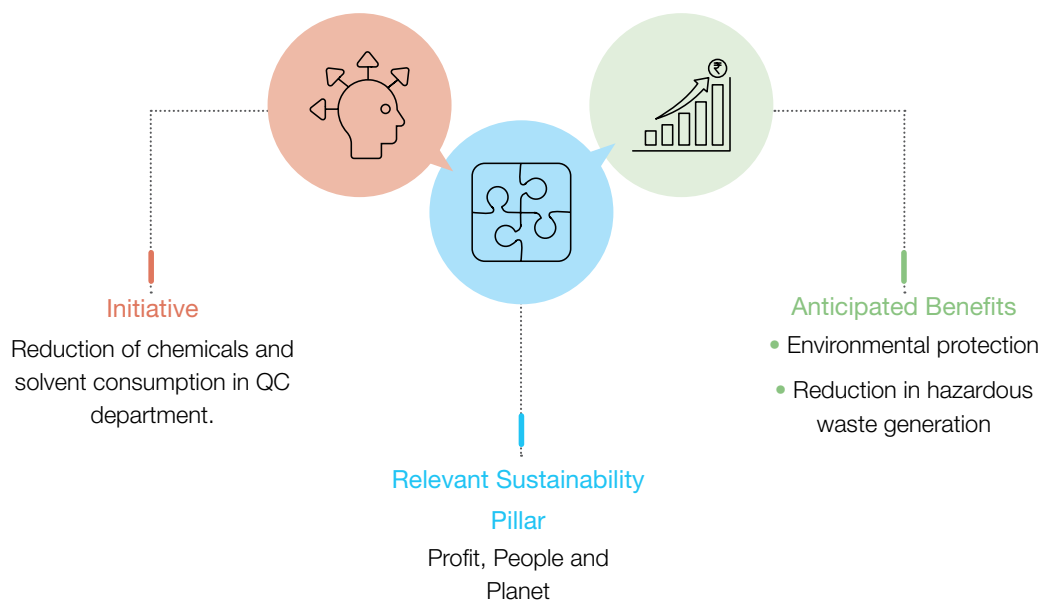 ₹
Initiative
Reduction of chemicals and
solvent consumption in QC
department.
Relevant Sustainability
Pillar
Profit, People and
Planet
Anticipated Benefits
• Environmental protection
• Reduction in hazardous
waste generation